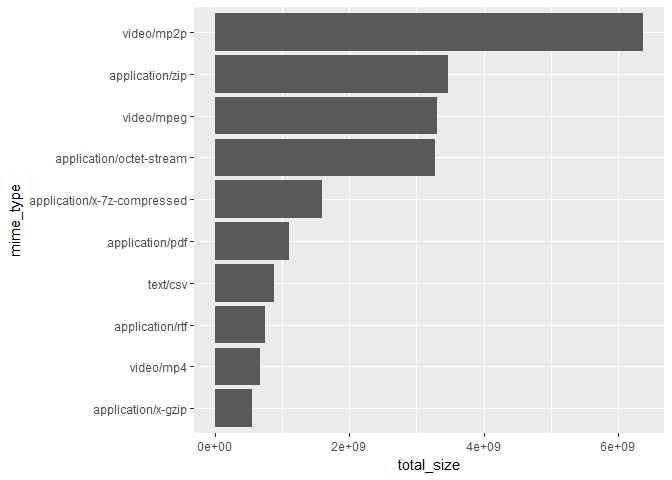 video/mp2p
application/zip
video/mpeg
application/octet-stream
application/x-7z-compressed
application/pdf
text/csv
application/rtf
video/mp4
application/x-gzip
mime_type
0e+00 2e+09 4e+09 6e+09
total_size